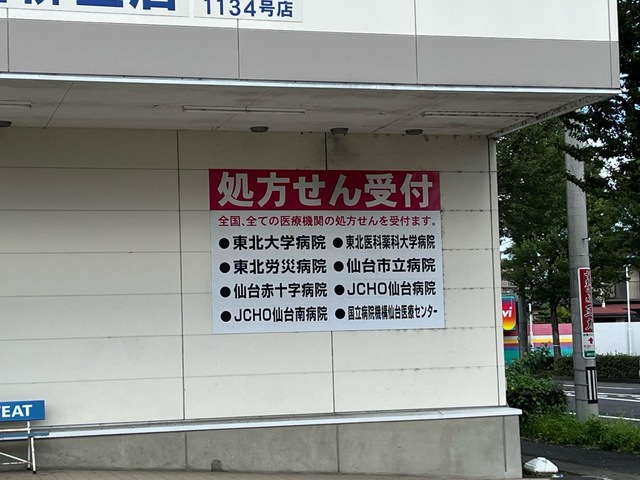 1134号店
処方せん受付
全国、全ての医療機関の処方せんを受付ます。
●東北大学病院 ●東北医科薬科大学病院
●東北労災病院 ●仙台市立病院
●仙台赤十字病院 ●JCHO仙台病院
●JCHO仙台南病院 ●国立病院機構仙台医療センター